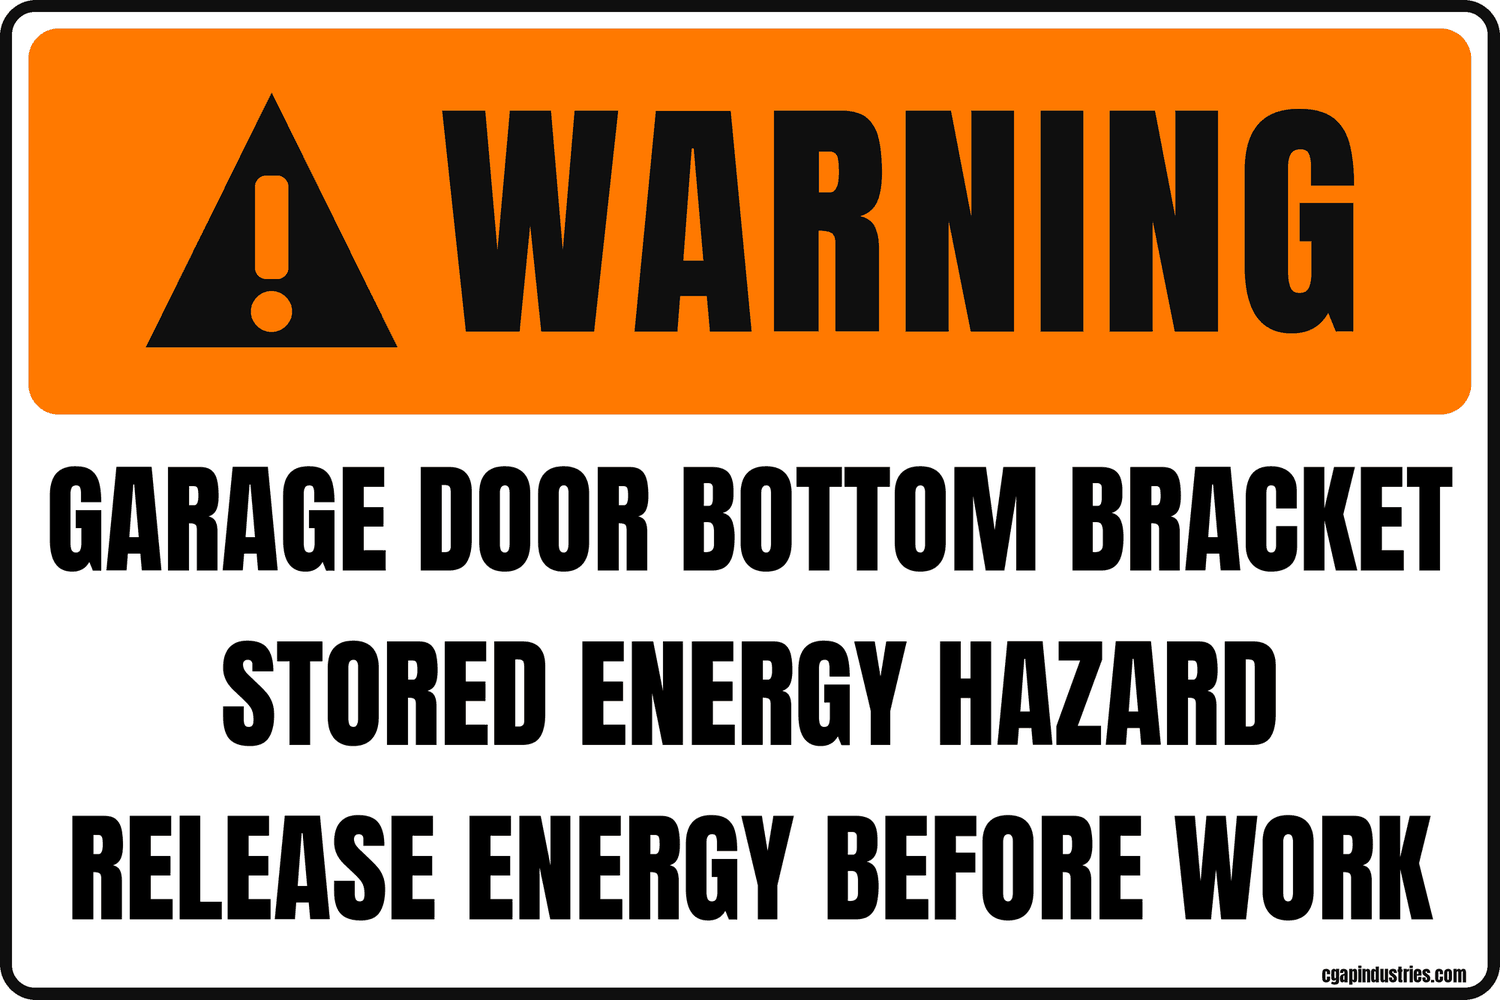 WARNING
GARAGE DOOR BOTTOM BRACKET
STORED ENERGY HAZARD
RELEASE ENERGY BEFORE WORK
cgapindustries.com